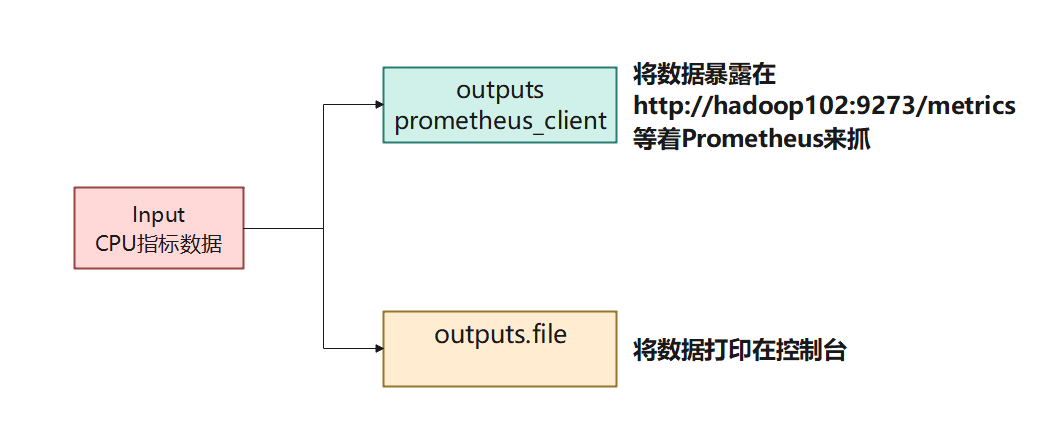 outputs
prometheus_client
将数据暴露在
http://hadoop102:9273/metrics
等着Prometheus来抓
Input
CPU指标数据
outputs.file
将数据打印在控制台